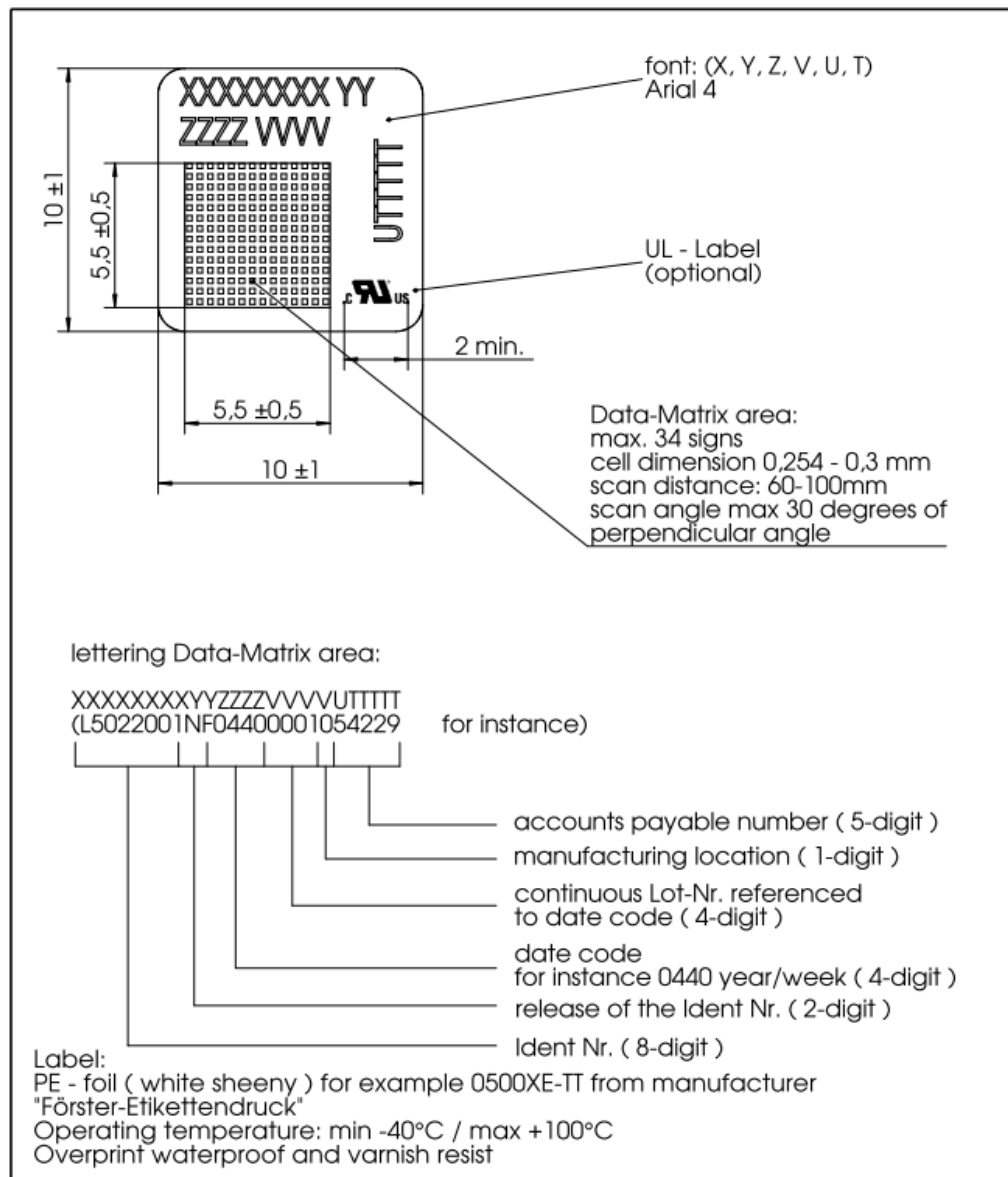 XXXXXXXX YY
ZZZZ VVVV
UTTTTT
font: (X, Y, Z, V, U, T)
Arial 4
10 ±1
5,5 ±0,5
UL - Label
(optional)
C RU US
2 min.
5,5 ±0,5
10 ±1
Data-Matrix area:
max. 34 signs
cell dimension 0,254 - 0,3 mm
scan distance: 60-100mm
scan angle max 30 degrees of
perpendicular angle
lettering Data-Matrix area:
XXXXXXXXYYZZZZVVVVUTTTTT
(L5022001NF04400001054229 for instance)
accounts payable number ( 5-digit )
manufacturing location ( 1-digit )
continuous Lot-Nr. referenced
to date code ( 4-digit )
date code
for instance 0440 year/week ( 4-digit )
release of the Ident Nr. ( 2-digit )
Ident Nr. ( 8-digit )
Label:
PE - foil ( white sheeny ) for example 0500XE-TT from manufacturer
"Förster-Etikettendruck"
Operating temperature: min -40°C / max +100°C
Overprint waterproof and varnish resist